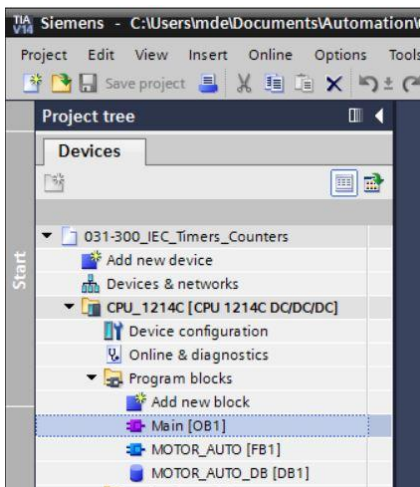 TIA V14 Siemens - C:\Users\mde\Documents\Automation\
Project Edit View Insert Online Options Tools
Save project
Project tree
Devices
Start
031-300_IEC_Timers_Counters
Add new device
Devices & networks
CPU_1214C [CPU 1214C DC/DC/DC]
Device configuration
Online & diagnostics
Program blocks
Add new block
Main [OB1]
MOTOR_AUTO [FB1]
MOTOR_AUTO_DB [DB1]